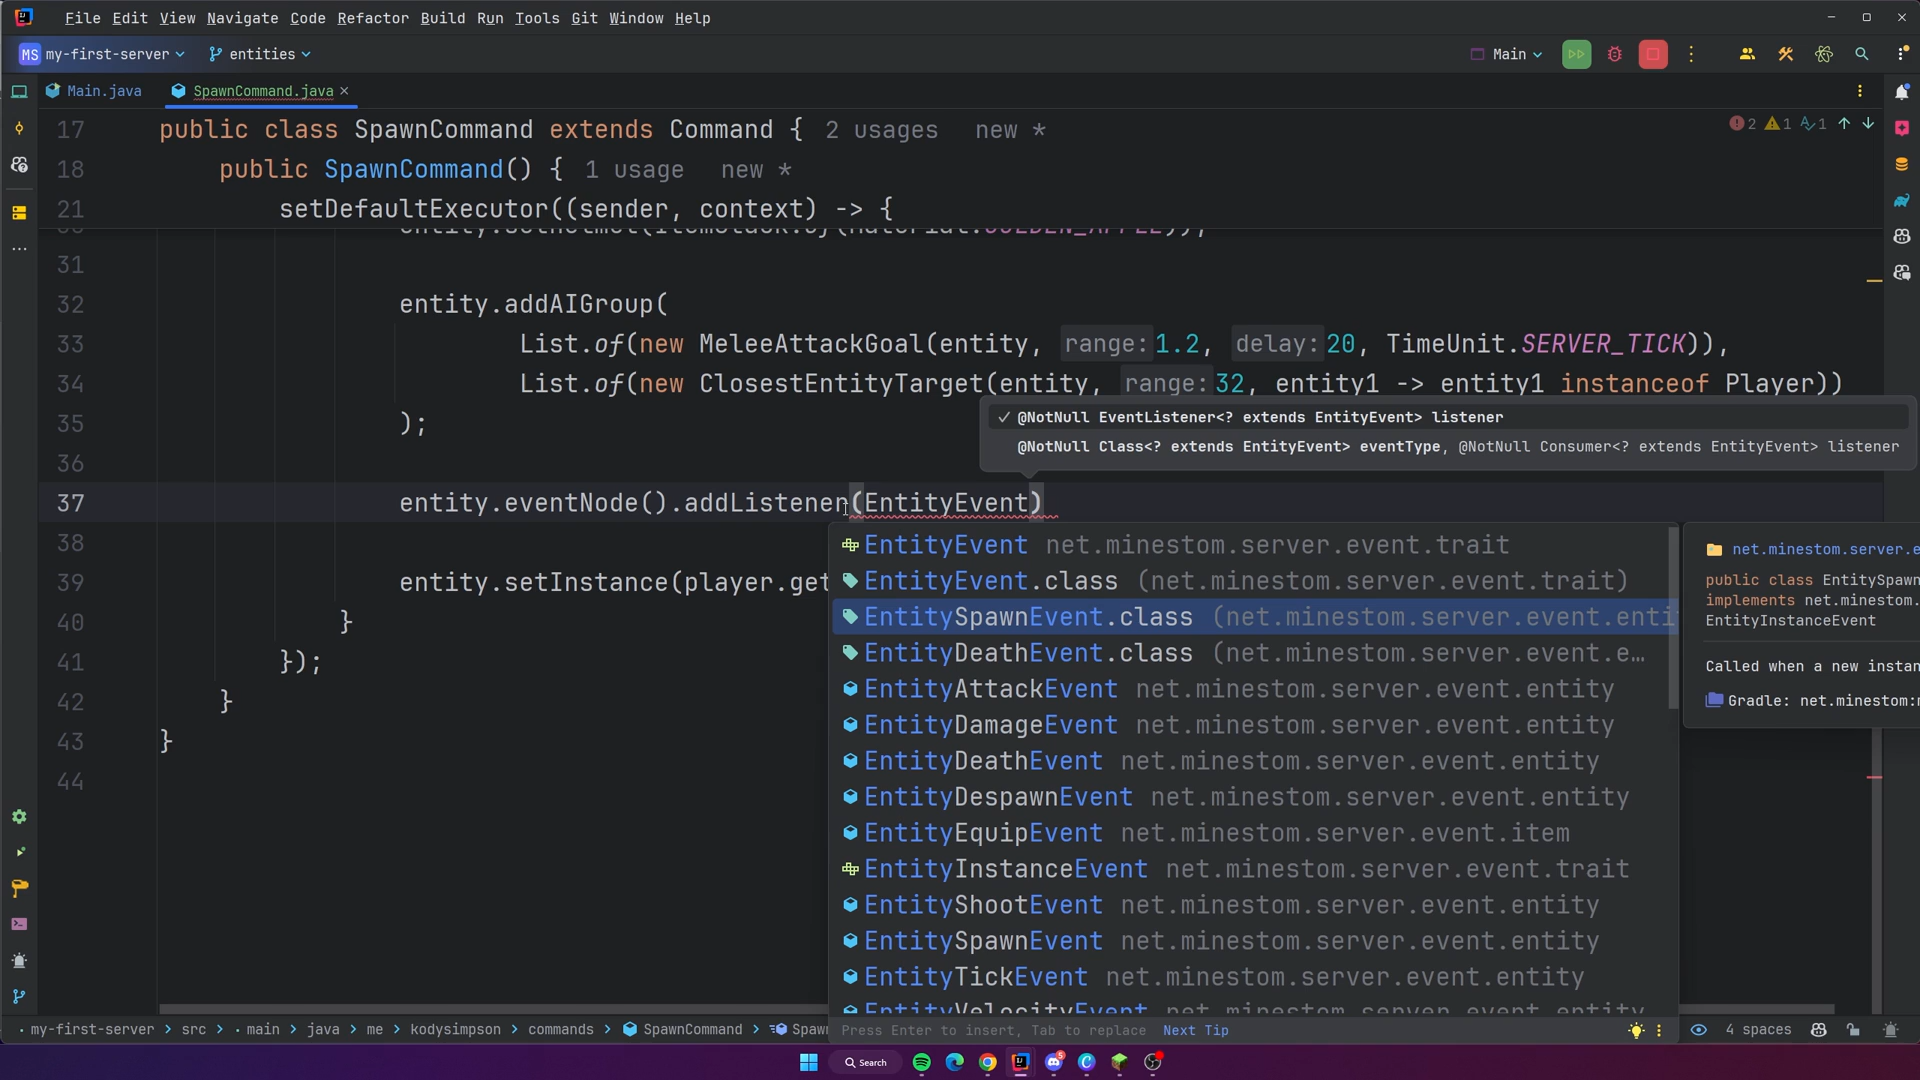 File Edit View Navigate Code Refactor Build Run Tools Git Window Help
MS my-first-server entities Main
Main.java SpawnCommand.java
17 public class SpawnCommand extends Command { 2 usages new *
2 1 1
18 public SpawnCommand() { 1 usage new *
21 setDefaultExecutor((sender, context) -> {
31
32 entity.addAIGroup(
33 List.of(new MeleeAttackGoal(entity, range: 1.2, delay: 20, TimeUnit.SERVER_TICK)),
34 List.of(new ClosestEntityTarget(entity, range: 32, entity1 -> entity1 instanceof Player))
35 );
@NotNull EventListener<? extends EntityEvent> listener
@NotNull Class<? extends EntityEvent> eventType, @NotNull Consumer<? extends EntityEvent> listener
36
37 entity.eventNode().addListener(EntityEvent)
38
39 entity.setInstance(player.get
40 }
41 });
42 }
43 }
44
EntityEvent net.minestom.server.event.trait
EntityEvent.class (net.minestom.server.event.trait)
EntitySpawnEvent.class (net.minestom.server.event.enti
EntityDeathEvent.class (net.minestom.server.event.e...
EntityAttackEvent net.minestom.server.event.entity
EntityDamageEvent net.minestom.server.event.entity
EntityDeathEvent net.minestom.server.event.entity
EntityDespawnEvent net.minestom.server.event.entity
EntityEquipEvent net.minestom.server.event.item
EntityInstanceEvent net.minestom.server.event.trait
EntityShootEvent net.minestom.server.event.entity
EntitySpawnEvent net.minestom.server.event.entity
EntityTickEvent net.minestom.server.event.entity
EntityVelocityEvent net.minestom.server.event.entity
Press Enter to insert, Tab to replace Next Tip
net.minestom.server.e
public class EntitySpawn
implements net.minestom.
EntityInstanceEvent
Called when a new instan
Gradle: net.minestom:m
my-first-server > src > main > java > me > kodysimpson > commands > SpawnCommand > Spawn
4 spaces
Search
5